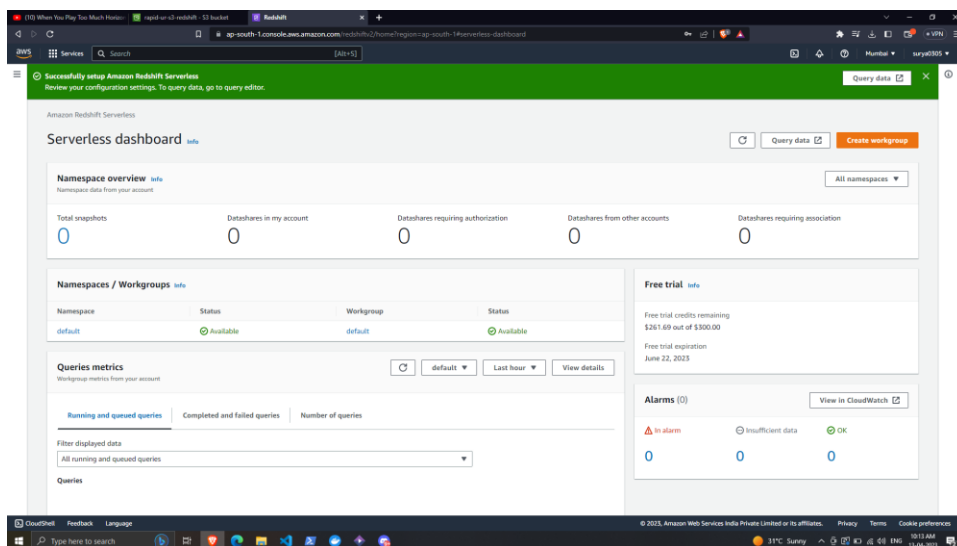 (10) When You Play Too Much Horizo
rapid-ur-s3-redshift - S3 bucket
Redshift
ap-south-1.console.aws.amazon.com/redshiftv2/home?region=ap-south-1#serverless-dashboard
VPN
aws
Services
Search
[Alt+S]
Mumbai
surya0305
Successfully setup Amazon Redshift Serverless
Review your configuration settings. To query data, go to query editor.
Query data
Amazon Redshift Serverless
Serverless dashboard Info
Query data
Create workgroup
Namespace overview Info
Namespace data from your account
All namespaces
Total snapshots
0
Datashares in my account
0
Datashares requiring authorization
0
Datashares from other accounts
0
Datashares requiring association
0
Namespaces / Workgroups Info
Namespace Status Workgroup Status
default Available default Available
Free trial Info
Free trial credits remaining
$261.69 out of $300.00
Free trial expiration
June 22, 2023
Queries metrics
Workgroup metrics from your account
default
Last hour
View details
Running and queued queries
Completed and failed queries
Number of queries
Filter displayed data
All running and queued queries
Queries
Alarms (0)
View in CloudWatch
In alarm
0
Insufficient data
0
OK
0
CloudShell Feedback Language
© 2023, Amazon Web Services India Private Limited or its affiliates. Privacy Terms Cookie preferences
Type here to search
31°C Sunny
ENG
10:13 AM
13-04-2023